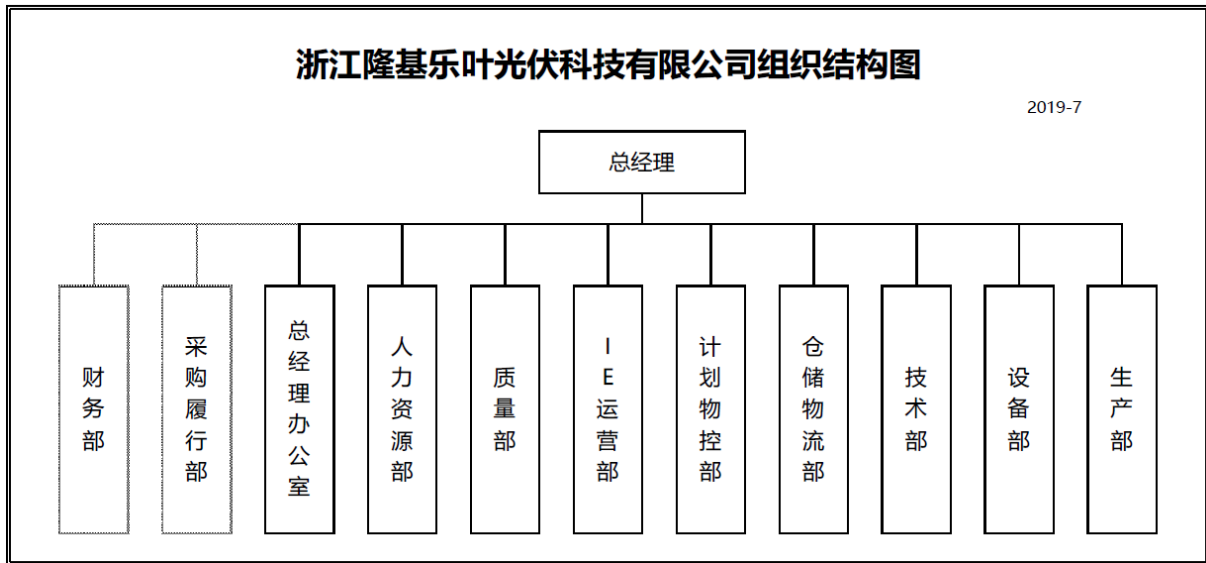 浙江隆基乐叶光伏科技有限公司组织结构图
2019-7
总经理
财务部
采购履行部
总经理办公室
人力资源部
质量部
IE运营部
计划物控部
仓储物流部
技术部
设备部
生产部